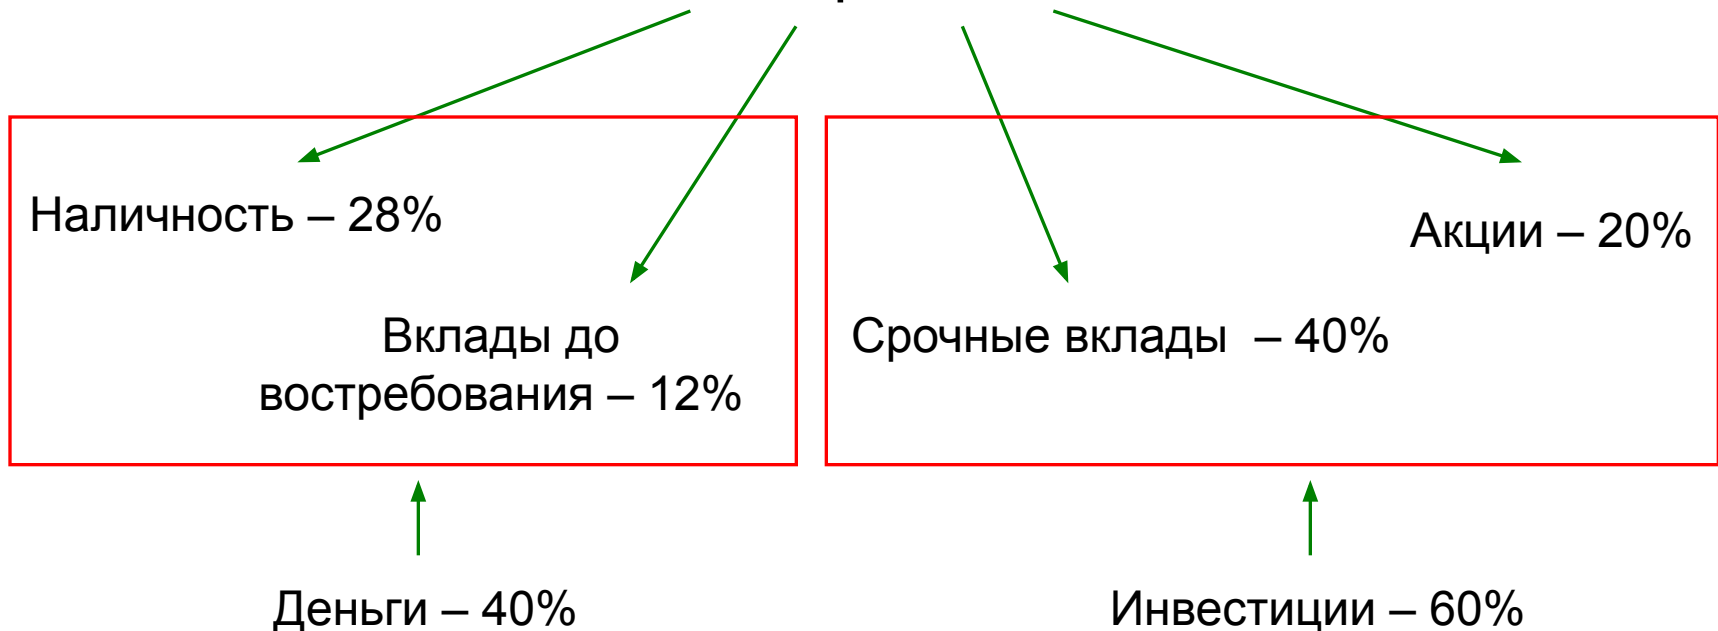 Наличность – 28%
Акции – 20%
Вклады до
востребования – 12%
Срочные вклады – 40%
Деньги – 40%
Инвестиции – 60%